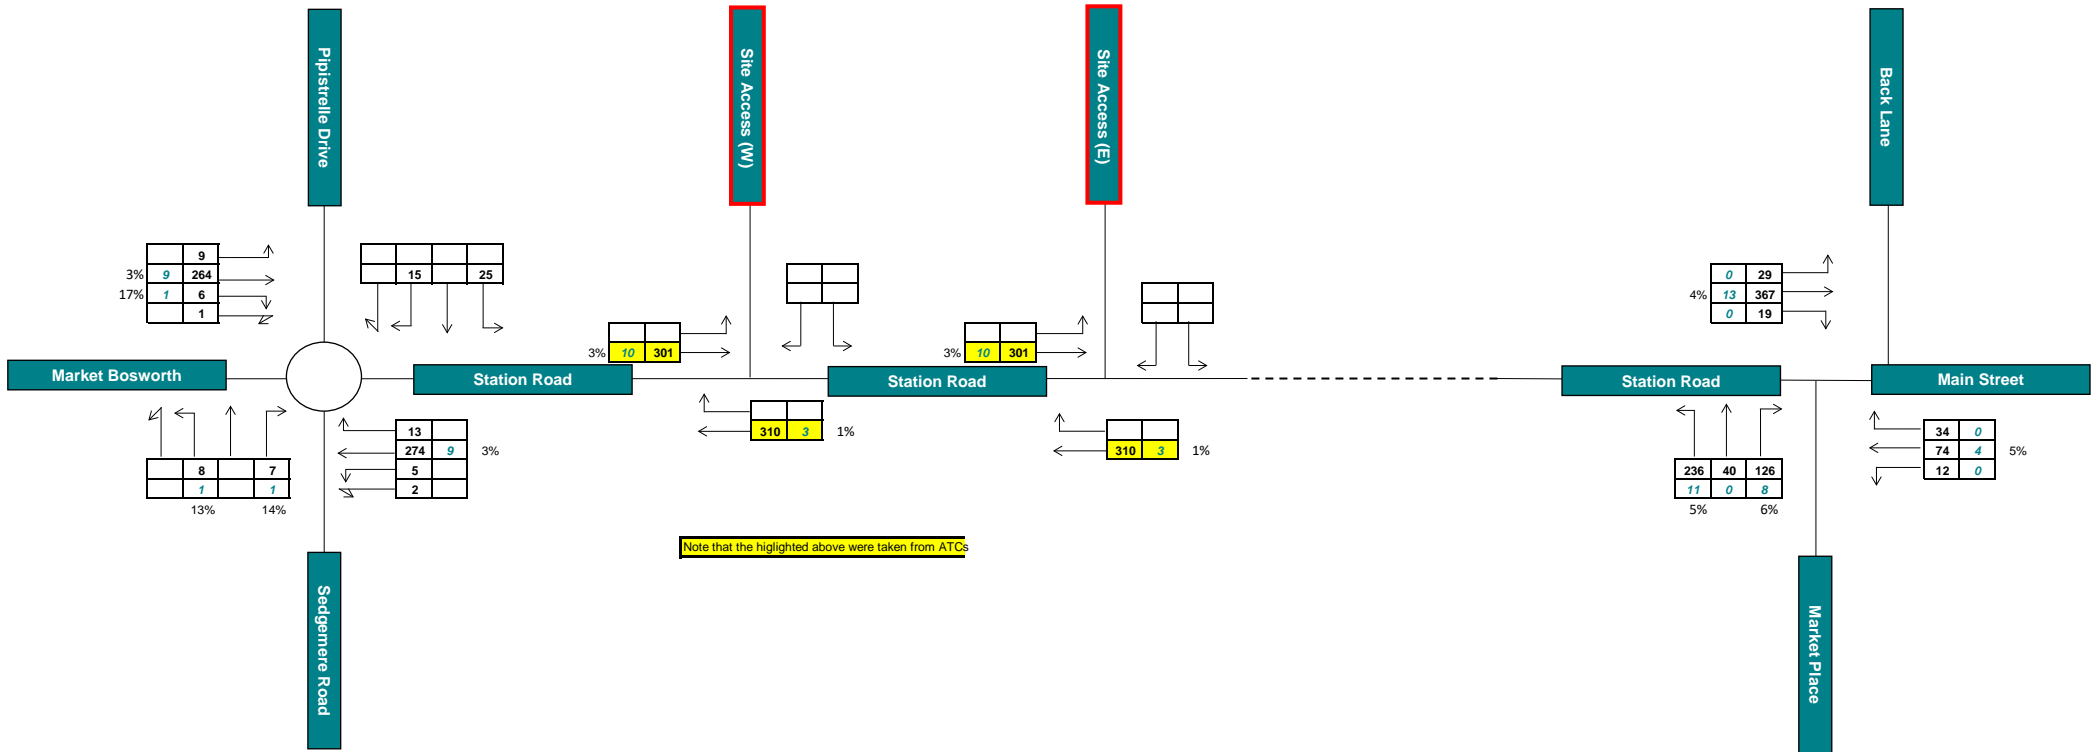 Pipistrelle Drive
Site Access (W)
Site Access (E)
Back Lane
9
3% 9 264
17% 1 6
1
15 25
3% 10 301
3% 10 301
0 29
4% 13 367
0 19
Market Bosworth
Station Road
Station Road
Station Road
Main Street
8 7
1 1
13% 14%
13
274 9 3%
5
2
310 3 1%
310 3 1%
236 40 126
11 0 8
5% 6%
34 0
74 4 5%
12 0
Note that the higlighted above were taken from ATCs
Sedgemere Road
Market Place